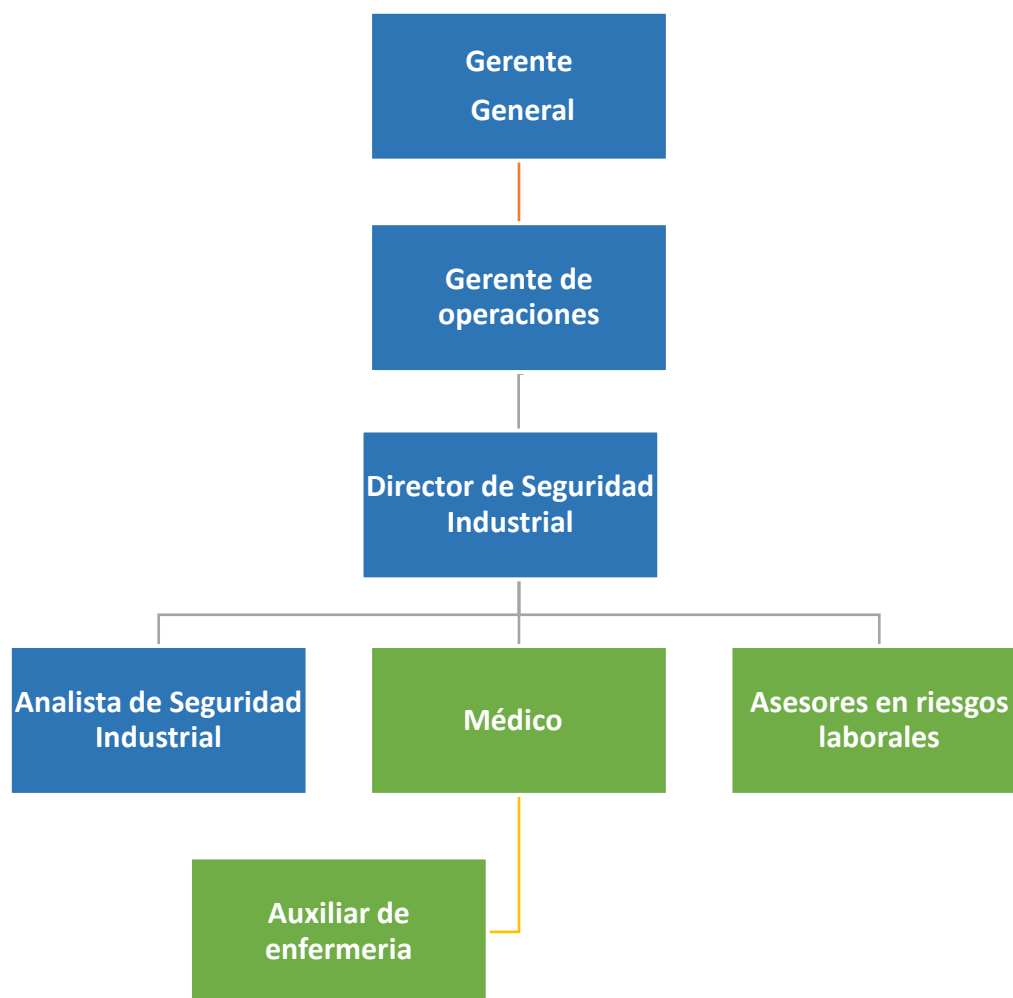 Gerente
General
Gerente de
operaciones
Director de Seguridad
Industrial
Analista de Seguridad
Industrial
Médico
Asesores en riesgos
laborales
Auxiliar de
enfermeria